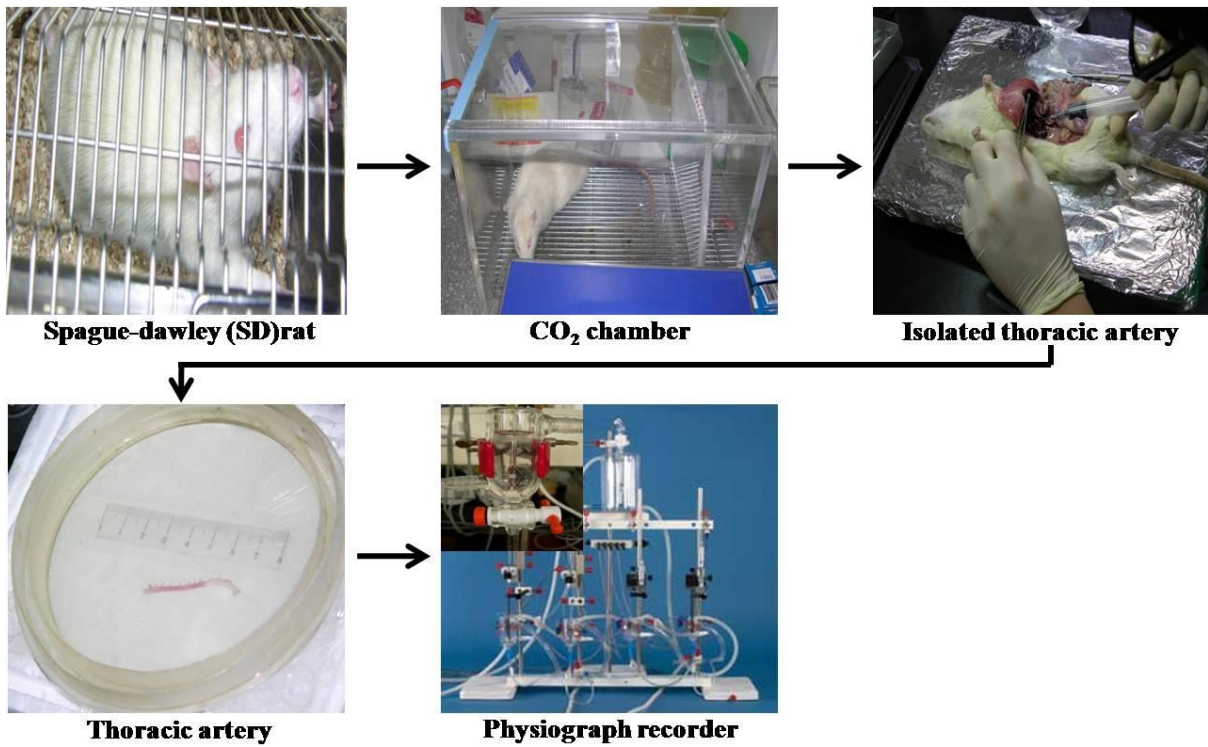 Spague-dawley (SD)rat
CO₂ chamber
Isolated thoracic artery
Thoracic artery
Physiograph recorder